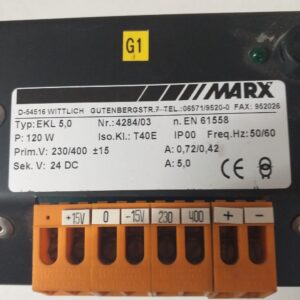 G1
MARX
D-54516 WITTLICH GUTENBERGSTR.7 TEL.:06571/9520-0 FAX: 952026
Typ:EKL 5,0 Nr.:4284/03 n. EN 61558
P: 120 W Iso.Kl.: T40E IP00 Freq.Hz:50/60
Prim.V: 230/400 ±15 A: 0,72/0,42
Sek. V: 24 DC A: 5,0
CE
+15V 0 -15V 230 400 + -